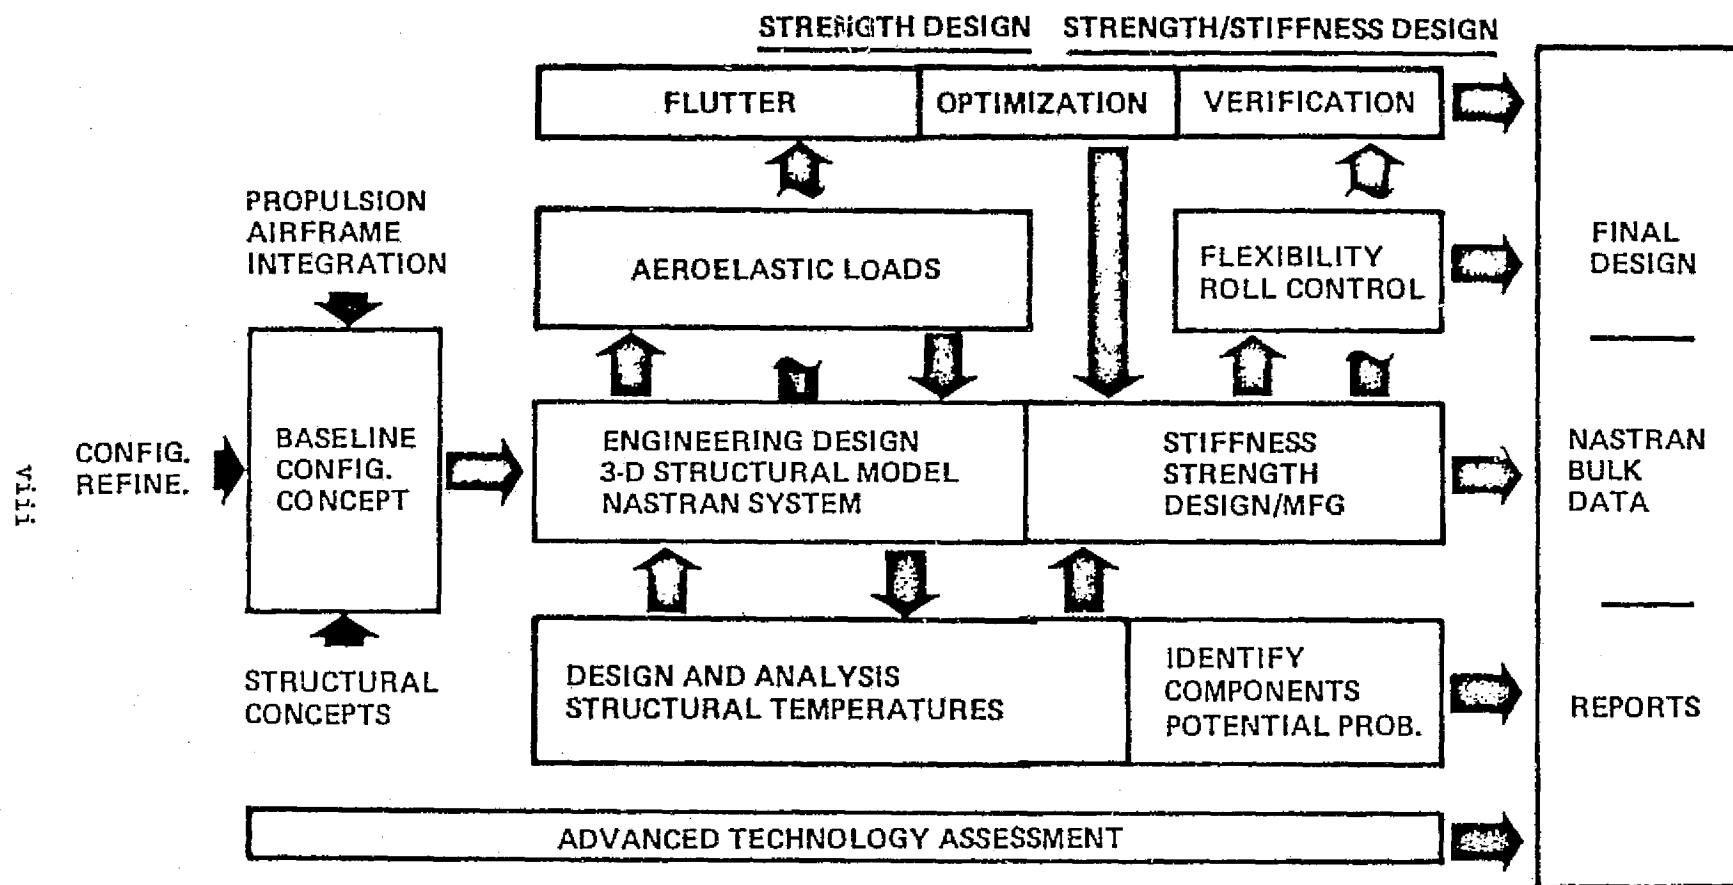 STRENGTH DESIGN
STRENGTH/STIFFNESS DESIGN
FLUTTER
OPTIMIZATION
VERIFICATION
PROPULSION
AIRFRAME
INTEGRATION
AEROELASTIC LOADS
FLEXIBILITY
ROLL CONTROL
FINAL
DESIGN
CONFIG.
REFINE.
BASELINE
CONFIG.
CONCEPT
ENGINEERING DESIGN
3-D STRUCTURAL MODEL
NASTRAN SYSTEM
STIFFNESS
STRENGTH
DESIGN/MFG
NASTRAN
BULK
DATA
viii
STRUCTURAL
CONCEPTS
DESIGN AND ANALYSIS
STRUCTURAL TEMPERATURES
IDENTIFY
COMPONENTS
POTENTIAL PROB.
REPORTS
ADVANCED TECHNOLOGY ASSESSMENT